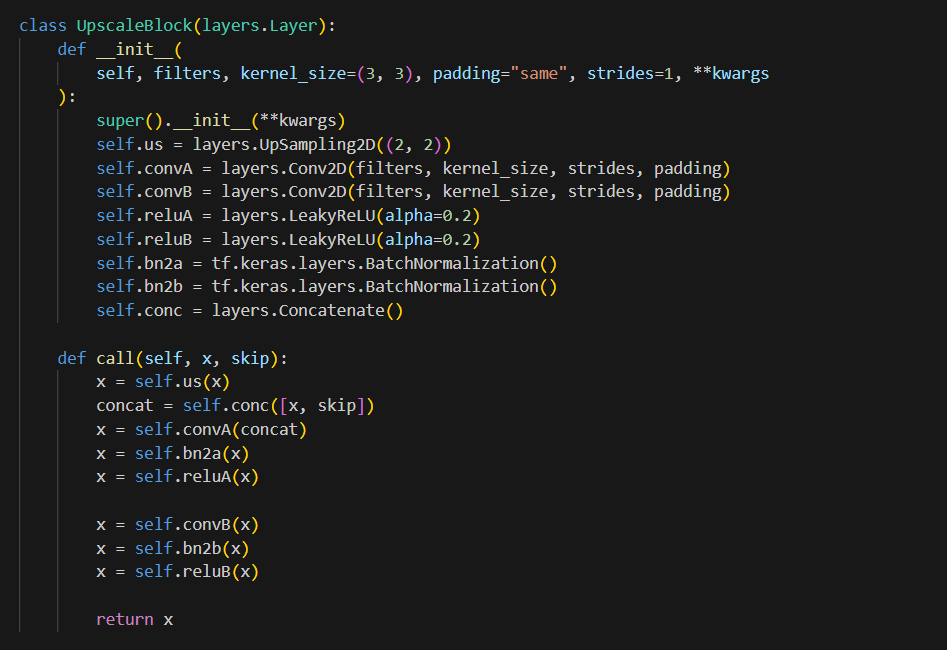 class UpscaleBlock(layers.Layer):
    def __init__(
        self, filters, kernel_size=(3, 3), padding="same", strides=1, **kwargs
    ):
        super().__init__(**kwargs)
        self.us = layers.UpSampling2D((2, 2))
        self.convA = layers.Conv2D(filters, kernel_size, strides, padding)
        self.convB = layers.Conv2D(filters, kernel_size, strides, padding)
        self.reluA = layers.LeakyReLU(alpha=0.2)
        self.reluB = layers.LeakyReLU(alpha=0.2)
        self.bn2a = tf.keras.layers.BatchNormalization()
        self.bn2b = tf.keras.layers.BatchNormalization()
        self.conc = layers.Concatenate()

    def call(self, x, skip):
        x = self.us(x)
        concat = self.conc([x, skip])
        x = self.convA(concat)
        x = self.bn2a(x)
        x = self.reluA(x)

        x = self.convB(x)
        x = self.bn2b(x)
        x = self.reluB(x)

        return x